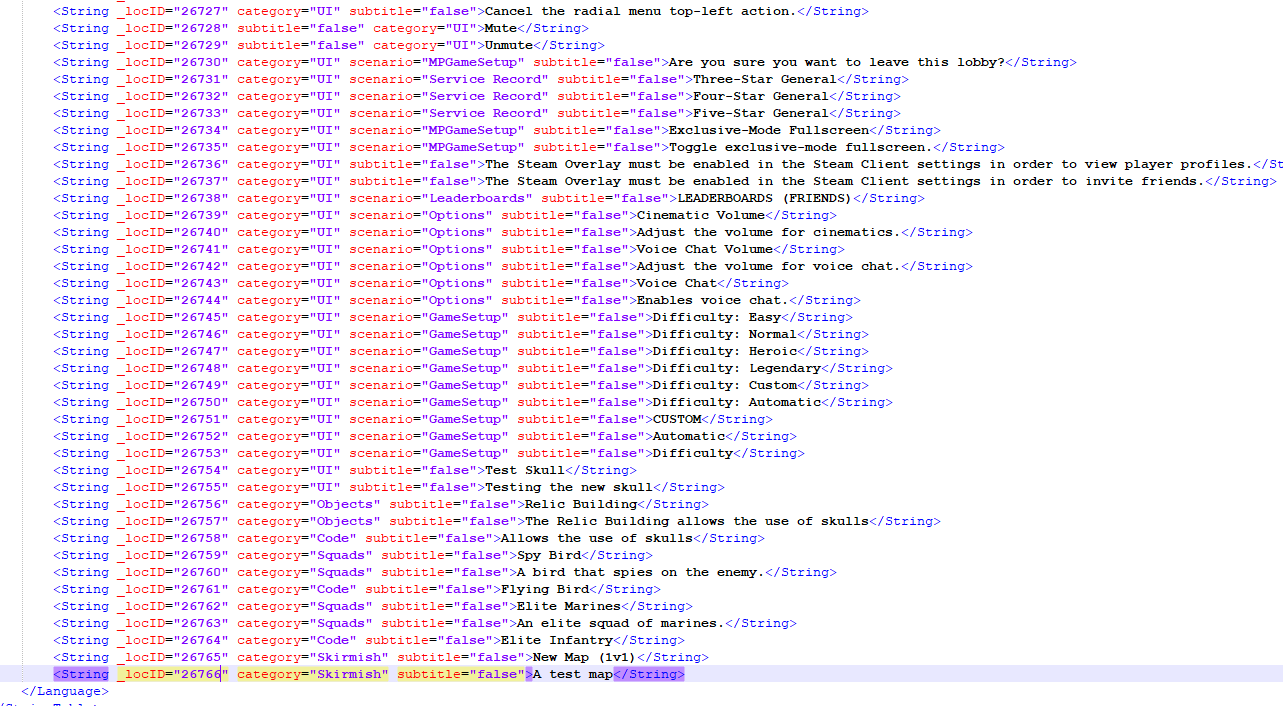 <String _locID="26727" category="UI" subtitle="false">Cancel the radial menu top-left action.</String>
<String _locID="26728" subtitle="false" category="UI">Mute</String>
<String _locID="26729" subtitle="false" category="UI">Unmute</String>
<String _locID="26730" category="UI" scenario="MPGameSetup" subtitle="false">Are you sure you want to leave this lobby?</String>
<String _locID="26731" category="UI" scenario="Service Record" subtitle="false">Three-Star General</String>
<String _locID="26732" category="UI" scenario="Service Record" subtitle="false">Four-Star General</String>
<String _locID="26733" category="UI" scenario="Service Record" subtitle="false">Five-Star General</String>
<String _locID="26734" category="UI" scenario="MPGameSetup" subtitle="false">Exclusive-Mode Fullscreen</String>
<String _locID="26735" category="UI" scenario="MPGameSetup" subtitle="false">Toggle exclusive-mode fullscreen.</String>
<String _locID="26736" category="UI" subtitle="false">The Steam Overlay must be enabled in the Steam Client settings in order to view player profiles.</St
<String _locID="26737" category="UI" subtitle="false">The Steam Overlay must be enabled in the Steam Client settings in order to invite friends.</String>
<String _locID="26738" category="UI" scenario="Leaderboards" subtitle="false">LEADERBOARDS (FRIENDS)</String>
<String _locID="26739" category="UI" scenario="Options" subtitle="false">Cinematic Volume</String>
<String _locID="26740" category="UI" scenario="Options" subtitle="false">Adjust the volume for cinematics.</String>
<String _locID="26741" category="UI" scenario="Options" subtitle="false">Voice Chat Volume</String>
<String _locID="26742" category="UI" scenario="Options" subtitle="false">Adjust the volume for voice chat.</String>
<String _locID="26743" category="UI" scenario="Options" subtitle="false">Voice Chat</String>
<String _locID="26744" category="UI" scenario="Options" subtitle="false">Enables voice chat.</String>
<String _locID="26745" category="UI" scenario="GameSetup" subtitle="false">Difficulty: Easy</String>
<String _locID="26746" category="UI" scenario="GameSetup" subtitle="false">Difficulty: Normal</String>
<String _locID="26747" category="UI" scenario="GameSetup" subtitle="false">Difficulty: Heroic</String>
<String _locID="26748" category="UI" scenario="GameSetup" subtitle="false">Difficulty: Legendary</String>
<String _locID="26749" category="UI" scenario="GameSetup" subtitle="false">Difficulty: Custom</String>
<String _locID="26750" category="UI" scenario="GameSetup" subtitle="false">Difficulty: Automatic</String>
<String _locID="26751" category="UI" scenario="GameSetup" subtitle="false">CUSTOM</String>
<String _locID="26752" category="UI" scenario="GameSetup" subtitle="false">Automatic</String>
<String _locID="26753" category="UI" scenario="GameSetup" subtitle="false">Difficulty</String>
<String _locID="26754" category="UI" subtitle="false">Test Skull</String>
<String _locID="26755" category="UI" subtitle="false">Testing the new skull</String>
<String _locID="26756" category="Objects" subtitle="false">Relic Building</String>
<String _locID="26757" category="Objects" subtitle="false">The Relic Building allows the use of skulls</String>
<String _locID="26758" category="Code" subtitle="false">Allows the use of skulls</String>
<String _locID="26759" category="Squads" subtitle="false">Spy Bird</String>
<String _locID="26760" category="Squads" subtitle="false">A bird that spies on the enemy.</String>
<String _locID="26761" category="Code" subtitle="false">Flying Bird</String>
<String _locID="26762" category="Squads" subtitle="false">Elite Marines</String>
<String _locID="26763" category="Squads" subtitle="false">An elite squad of marines.</String>
<String _locID="26764" category="Code" subtitle="false">Elite Infantry</String>
<String _locID="26765" category="Skirmish" subtitle="false">New Map (1v1)</String>
<String _locID="26766" category="Skirmish" subtitle="false">A test map</String>
</Language>